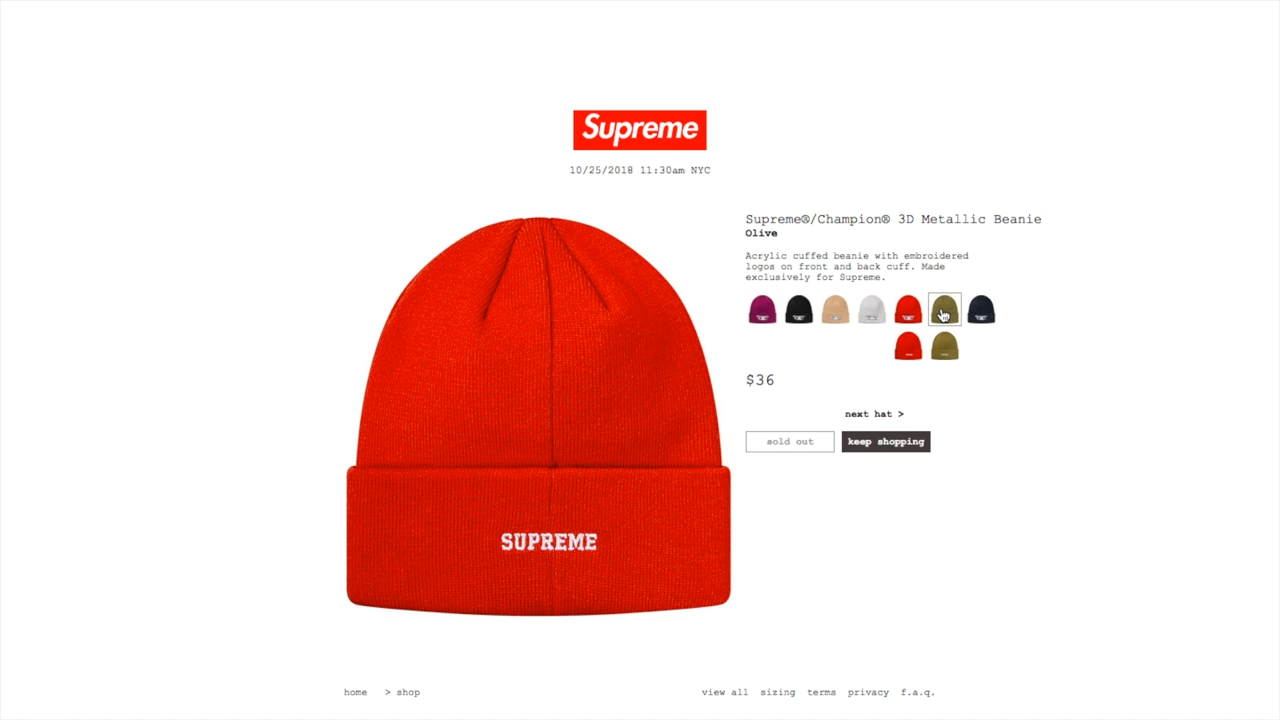 Supreme
10/25/2018 11:30am NYC
Supreme®/Champion® 3D Metallic Beanie
Olive
Acrylic cuffed beanie with embroidered
logos on front and back cuff. Made
exclusively for Supreme.
$36
next hat >
sold out keep shopping
SUPREME
home > shop view all sizing terms privacy f.a.q.